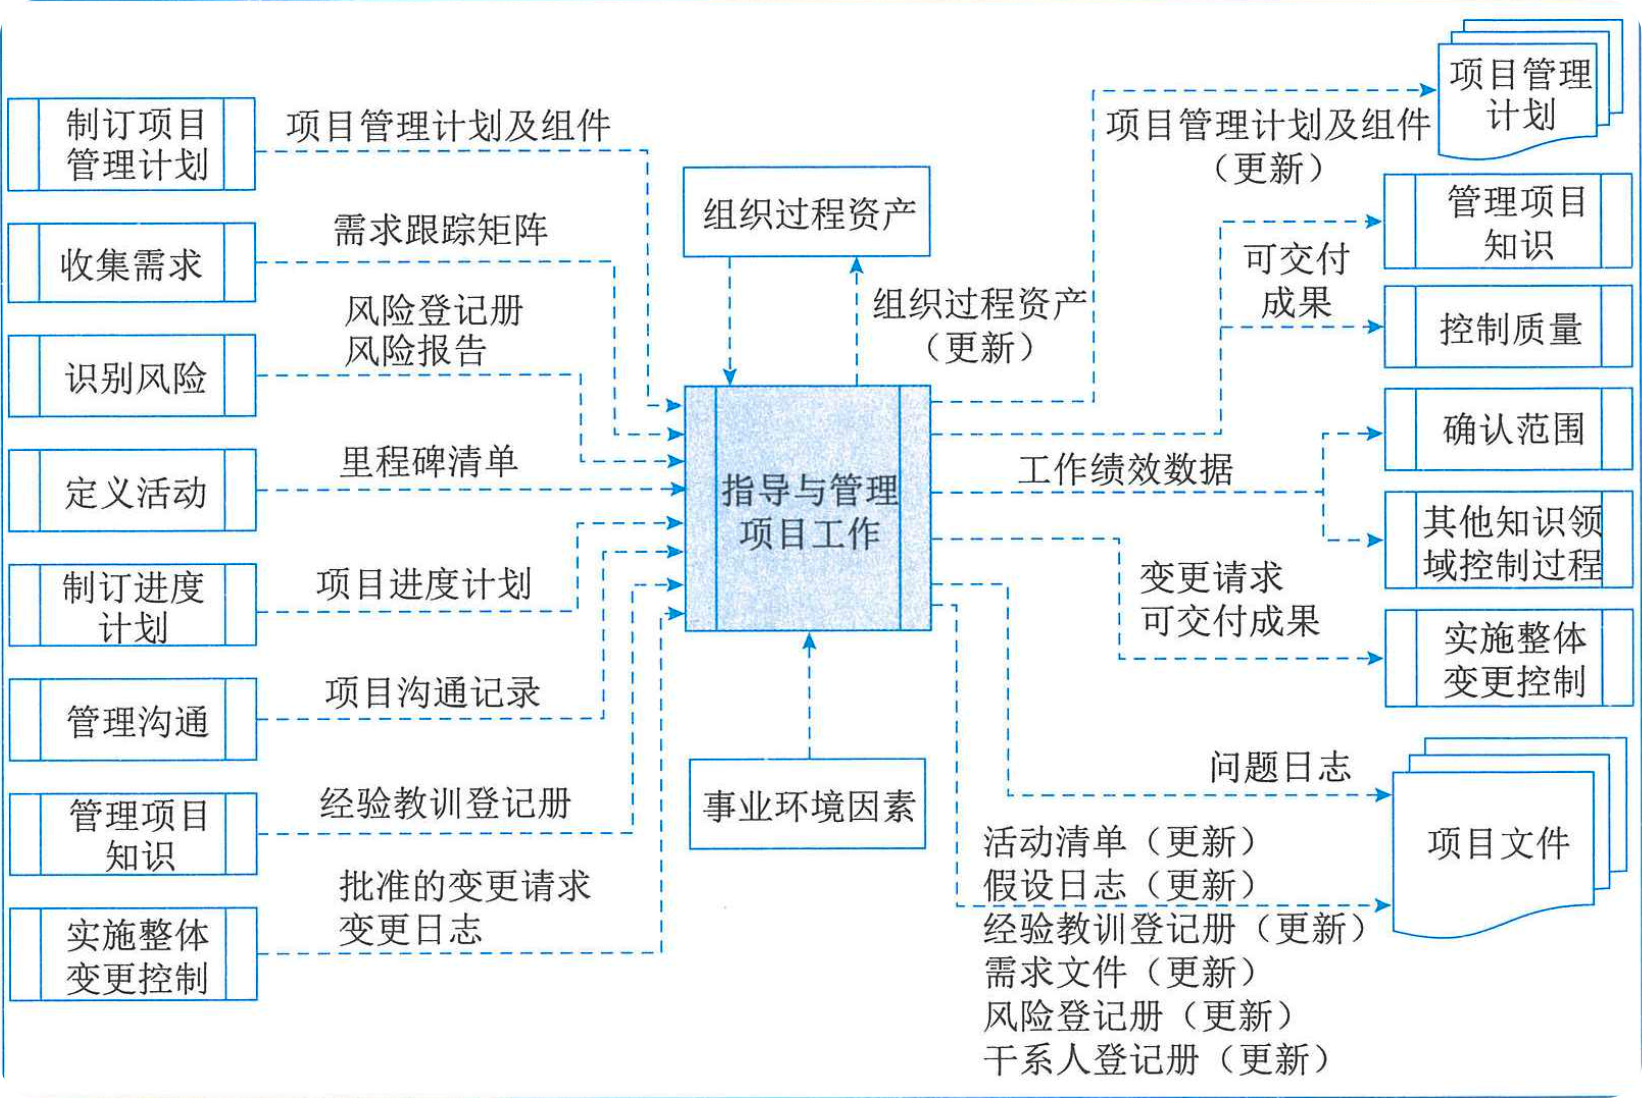 制订项目
管理计划
项目管理计划及组件
收集需求
需求跟踪矩阵
识别风险
风险登记册
风险报告
定义活动
里程碑清单
制订进度
计划
项目进度计划
管理沟通
项目沟通记录
管理项目
知识
经验教训登记册
实施整体
变更控制
批准的变更请求
变更日志
组织过程资产
组织过程资产
（更新）
指导与管理
项目工作
事业环境因素
项目管理计划及组件
（更新）
项目管理
计划
可交付
成果
管理项目
知识
控制质量
工作绩效数据
确认范围
其他知识领
域控制过程
变更请求
可交付成果
实施整体
变更控制
问题日志
活动清单（更新）
假设日志（更新）
经验教训登记册（更新）
需求文件（更新）
风险登记册（更新）
干系人登记册（更新）
项目文件